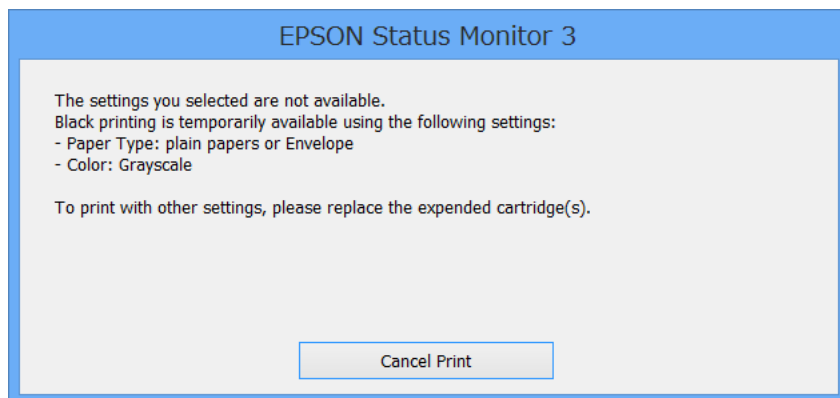 EPSON Status Monitor 3
The settings you selected are not available.
Black printing is temporarily available using the following settings:
- Paper Type: plain papers or Envelope
- Color: Grayscale
To print with other settings, please replace the expended cartridge(s).
Cancel Print